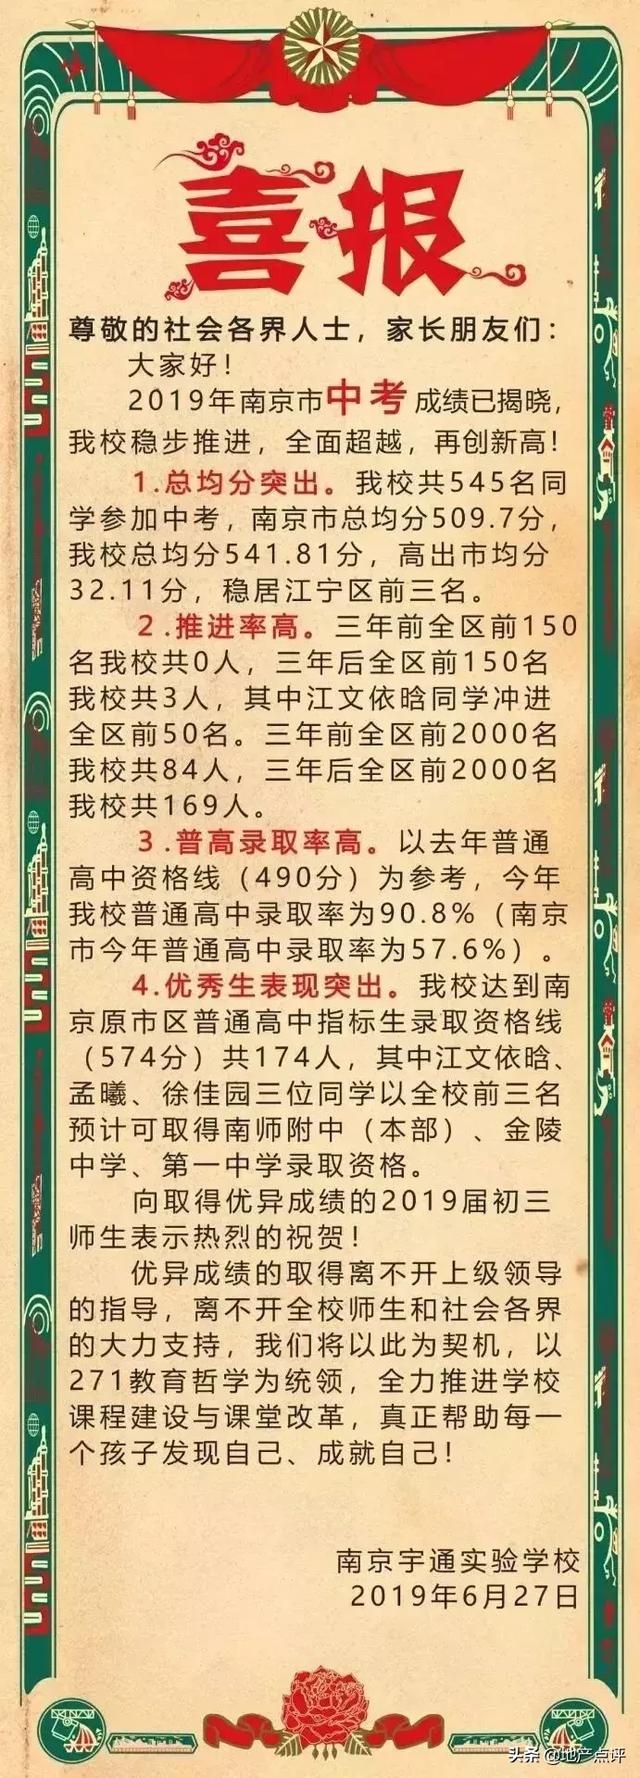 喜报
尊敬的社会各界人士，家长朋友们：
大家好！
2019年南京市中考成绩已揭晓，
我校稳步推进，全面超越，再创新高！
1.总均分突出。我校共545名同
学参加中考，南京市总均分509.7分，
我校总均分541.81分，高出市均分
32.11分，稳居江宁区前三名。
2.推进率高。三年前全区前150
名我校共0人，三年后全区前150名
我校共3人，其中江文依晗同学冲进
全区前50名。三年前全区前2000名
我校共84人，三年后全区前2000名
我校共169人。
3.普高录取率高。以去年普通
高中资格线（490分）为参考，今年
我校普通高中录取率为90.8%（南京
市今年普通高中录取率为57.6%）。
4.优秀生表现突出。我校达到南
京原市区普通高中指标生录取资格线
（574分）共174人，其中江文依晗、
孟曦、徐佳园三位同学以全校前三名
预计可取得南师附中（本部）、金陵
中学、第一中学录取资格。
向取得优异成绩的2019届初三
师生表示热烈的祝贺！
优异成绩的取得离不开上级领导
的指导，离不开全校师生和社会各界
的大力支持，我们将以此为契机，以
271教育哲学为统领，全力推进学校
课程建设与课堂改革，真正帮助每一
个孩子发现自己、成就自己！
南京宇通实验学校
2019年6月27日
头条@地产点评